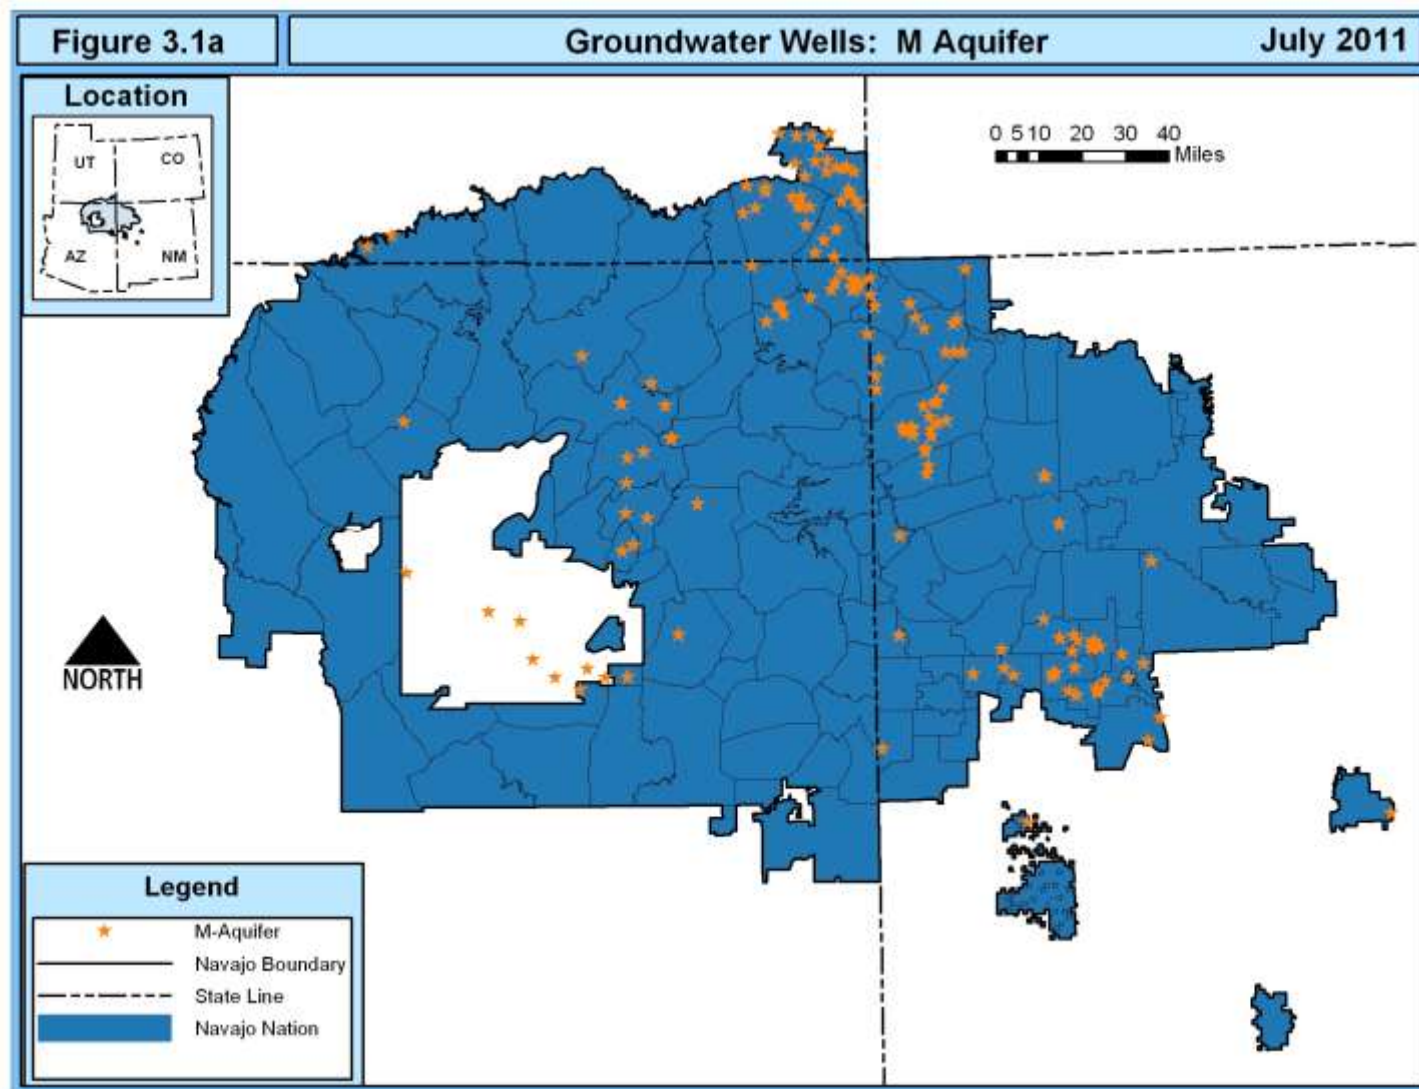 Figure 3.1a
Groundwater Wells: M Aquifer
July 2011
Location
UT
CO
AZ
NM
0 5 10 20 30 40
Miles
NORTH
Legend
M-Aquifer
Navajo Boundary
State Line
Navajo Nation